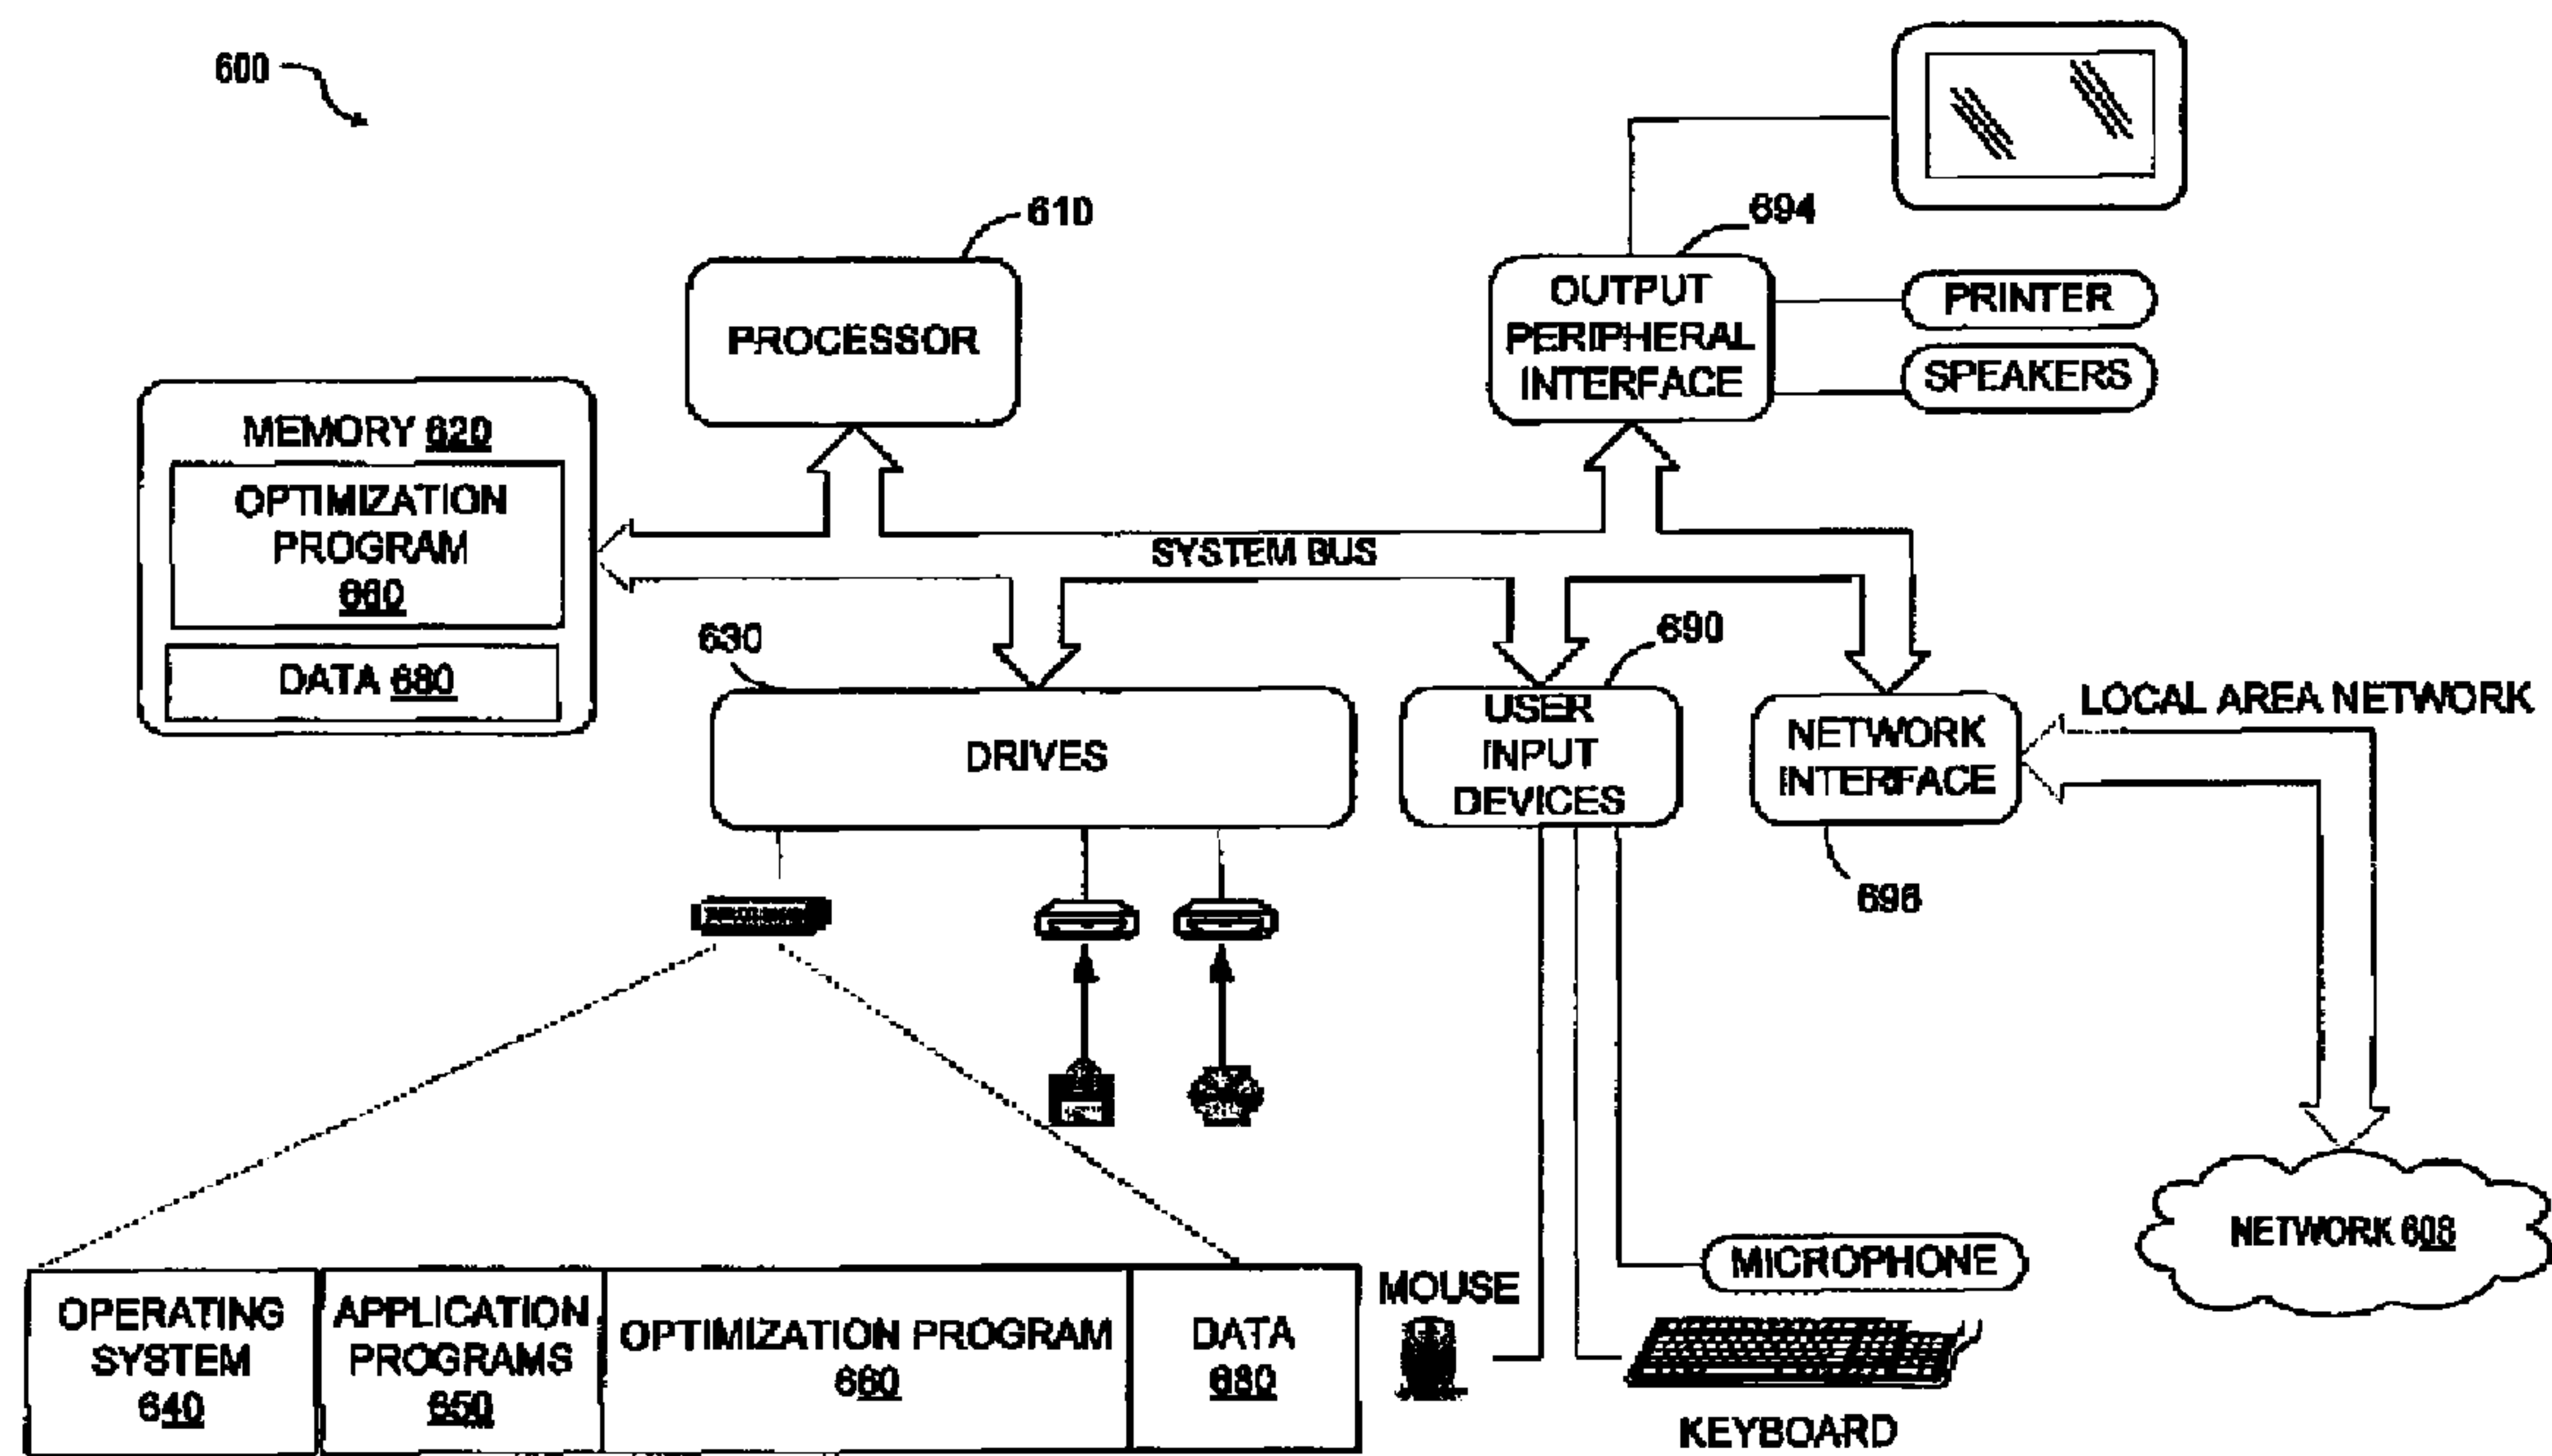 600
610
PROCESSOR
694
OUTPUT
PERIPHERAL
INTERFACE
PRINTER
SPEAKERS
MEMORY 620
OPTIMIZATION
PROGRAM
660
DATA 680
SYSTEM BUS
630
DRIVES
690
USER
INPUT
DEVICES
NETWORK
INTERFACE
696
LOCAL AREA NETWORK
NETWORK 608
OPERATING
SYSTEM
640
APPLICATION
PROGRAMS
650
OPTIMIZATION PROGRAM
660
DATA
680
MOUSE
MICROPHONE
KEYBOARD